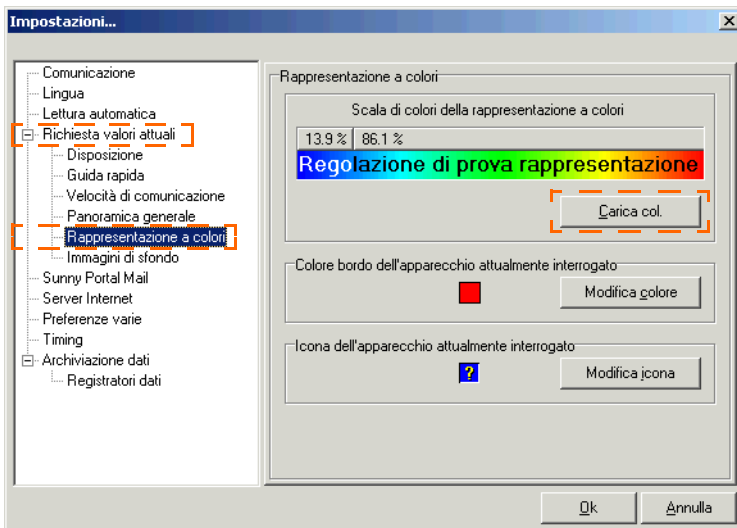 Impostazioni...
Comunicazione
Lingua
Lettura automatica
Richiesta valori attuali
Disposizione
Guida rapida
Velocità di comunicazione
Panoramica generale
Rappresentazione a colori
Immagini di sfondo
Sunny Portal Mail
Server Internet
Preferenze varie
Timing
Archiviazione dati
Registratori dati
Rappresentazione a colori
Scala di colori della rappresentazione a colori
13.9 % 86.1 %
Regolazione di prova rappresentazione
Carica col.
Colore bordo dell'apparecchio attualmente interrogato
Modifica colore
Icona dell'apparecchio attualmente interrogato
?
Modifica icona
Ok
Annulla